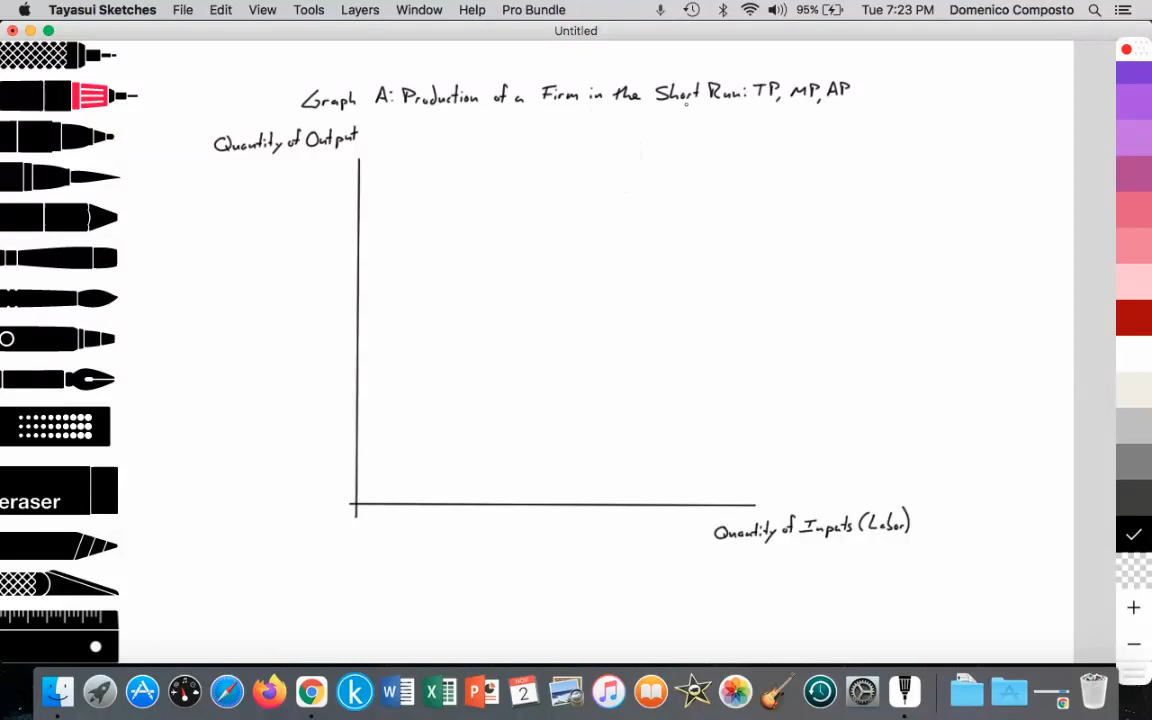 Tayasui Sketches File Edit View Tools Layers Window Help Pro Bundle 95% Tue 7:23 PM Domenico Composto
Untitled
Graph A: Production of a Firm in the Short Run: TP, MP, AP
Quantity of Output
eraser
Quantity of Inputs (Labor)
NOV
2